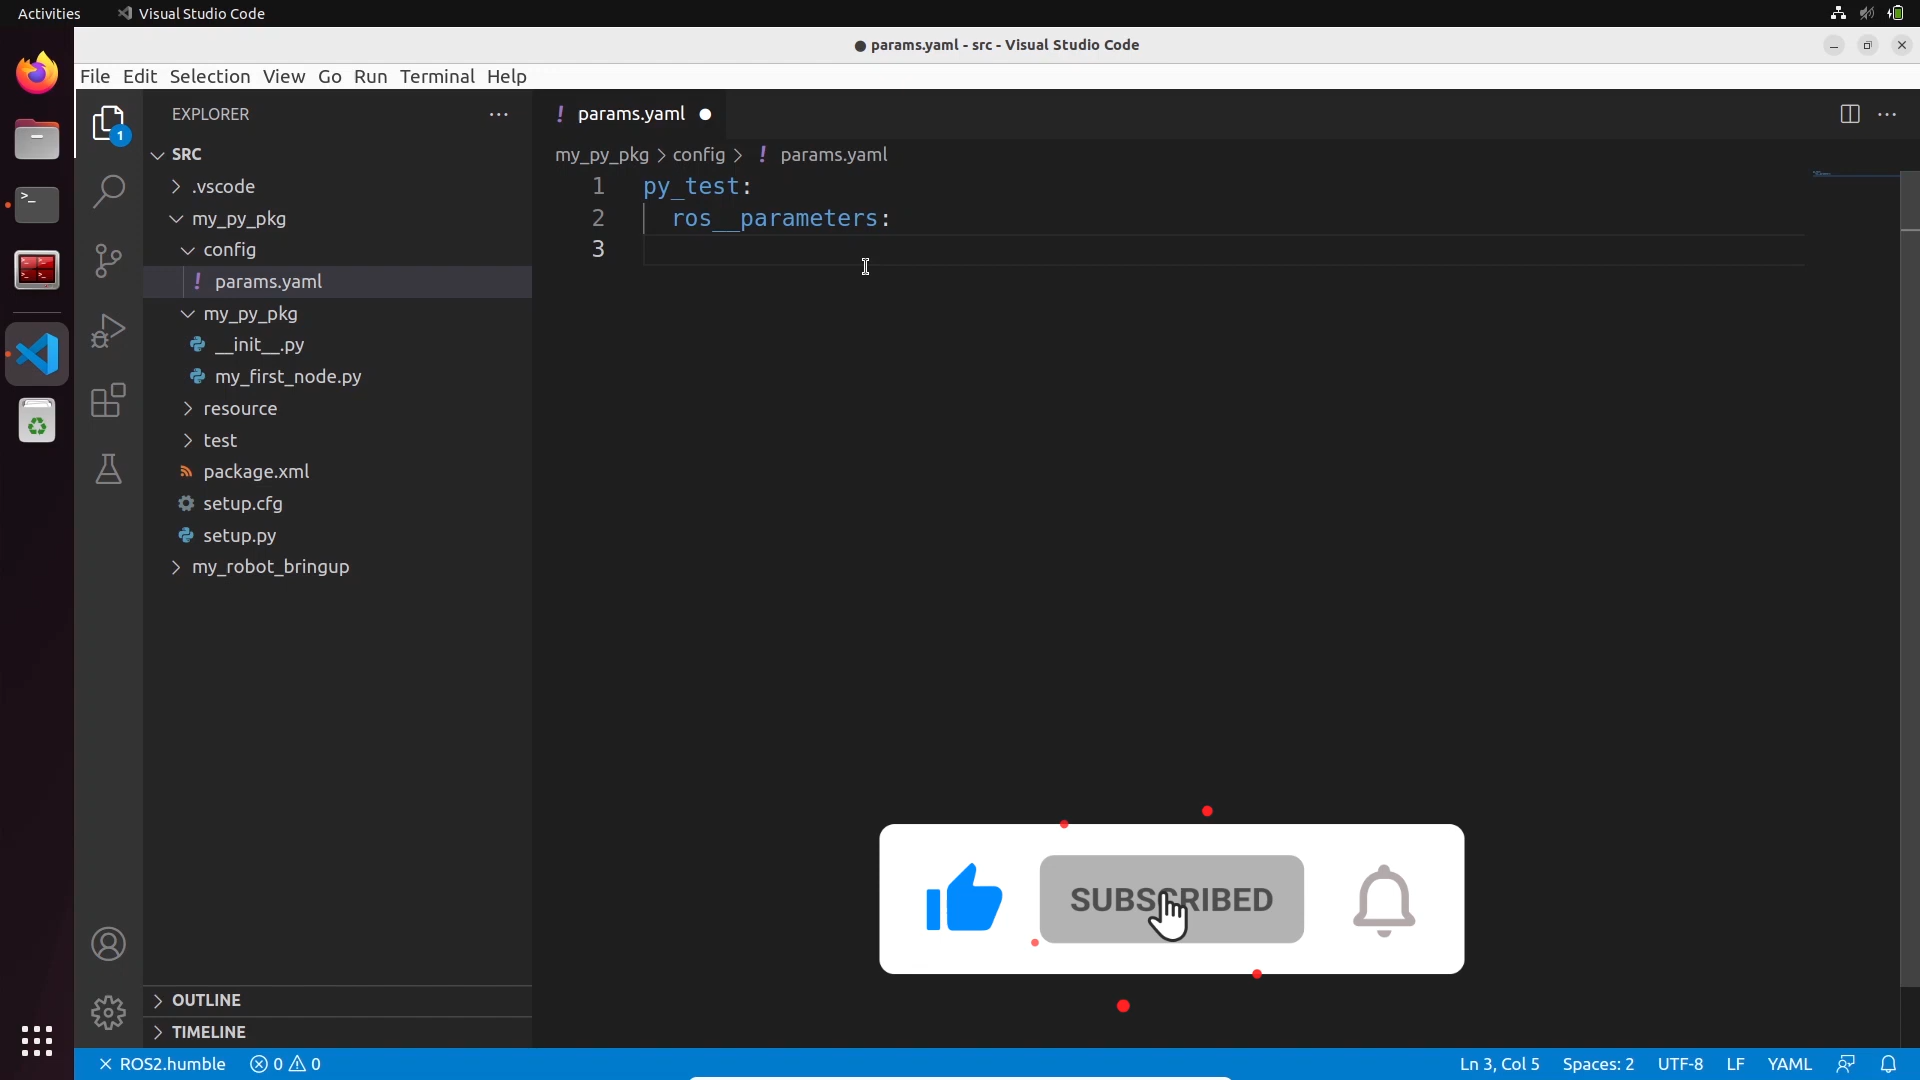 Activities Visual Studio Code
● params.yaml - src - Visual Studio Code
File Edit Selection View Go Run Terminal Help
EXPLORER
SRC
.vscode
my_py_pkg
config
params.yaml
my_py_pkg
__init__.py
my_first_node.py
resource
test
package.xml
setup.cfg
setup.py
my_robot_bringup
OUTLINE
TIMELINE
1
! params.yaml
my_py_pkg > config > ! params.yaml
1 py_test:
2 ros__parameters:
3
SUBSCRIBED
ROS2.humble 0 0 Ln 3, Col 5 Spaces: 2 UTF-8 LF YAML